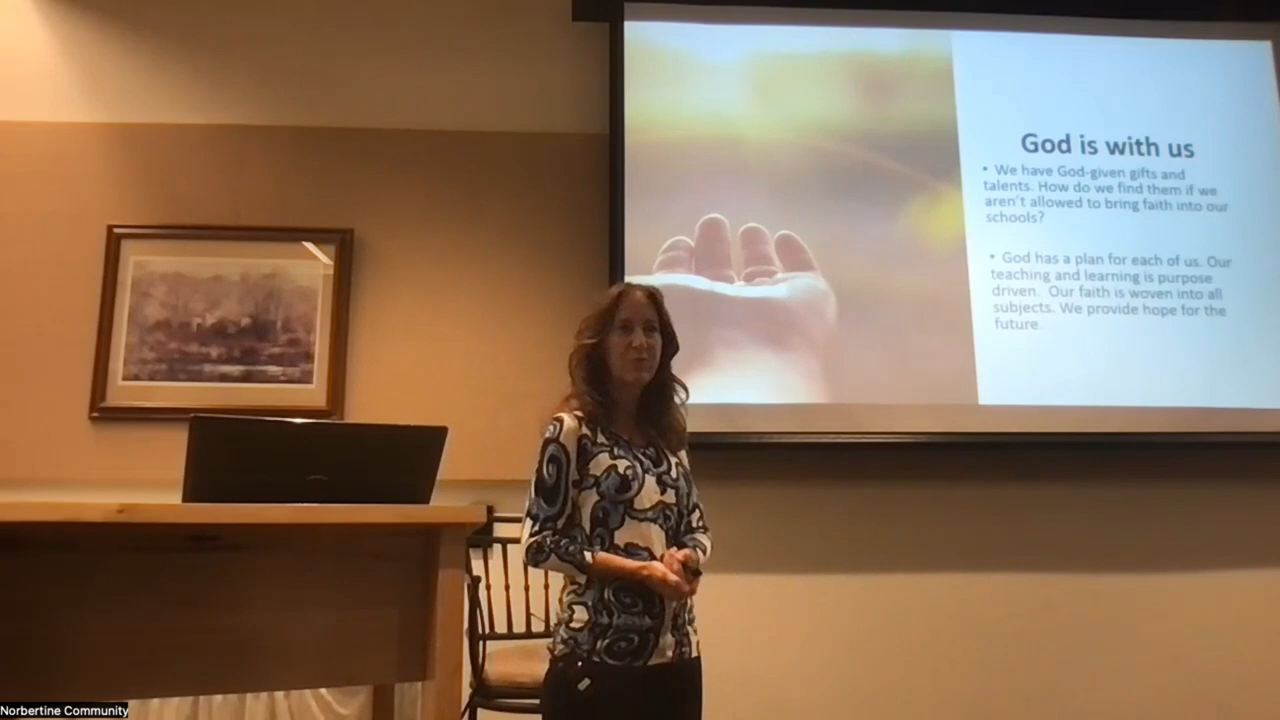 God is with us
• We have God-given gifts and
talents. How do we find them if we
aren't allowed to bring faith into our
schools?
• God has a plan for each of us. Our
teaching and learning is purpose
driven. Our faith is woven into all
subjects. We provide hope for the
future
Norbertine Community